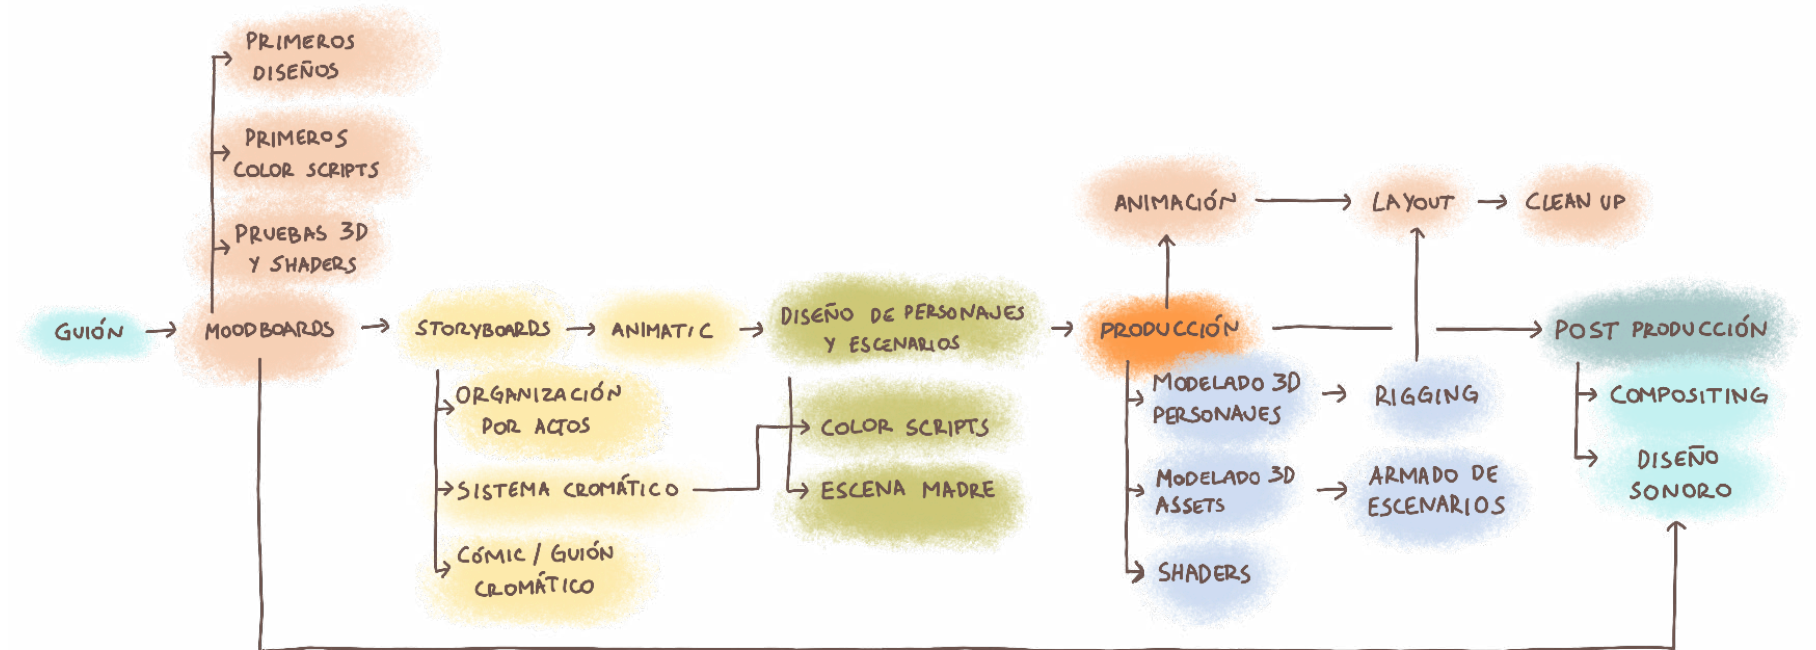 PRIMEROS
DISEÑOS
PRIMEROS
COLOR SCRIPTS
PRUEBAS 3D
Y SHADERS
GUIÓN
MOODBOARDS
STORYBOARDS
ANIMATIC
DISEÑO DE PERSONAJES
Y ESCENARIOS
ORGANIZACIÓN
POR ACTOS
SISTEMA CROMÁTICO
CÓMIC / GUIÓN
CROMÁTICO
COLOR SCRIPTS
ESCENA MADRE
ANIMACIÓN
LAYOUT
CLEAN UP
PRODUCCIÓN
MODELADO 3D
PERSONAJES
RIGGING
MODELADO 3D
ASSETS
ARMADO DE
ESCENARIOS
SHADERS
POST PRODUCCIÓN
COMPOSITING
DISEÑO
SONORO